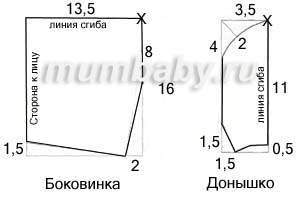 13,5
линия сгиба
X
Сторона к лицу
8
16
1,5
2
Боковинка
3,5
X
4
2
линия сгиба
11
1,5
1,5
0,5
Донышко
mumbaby.ru